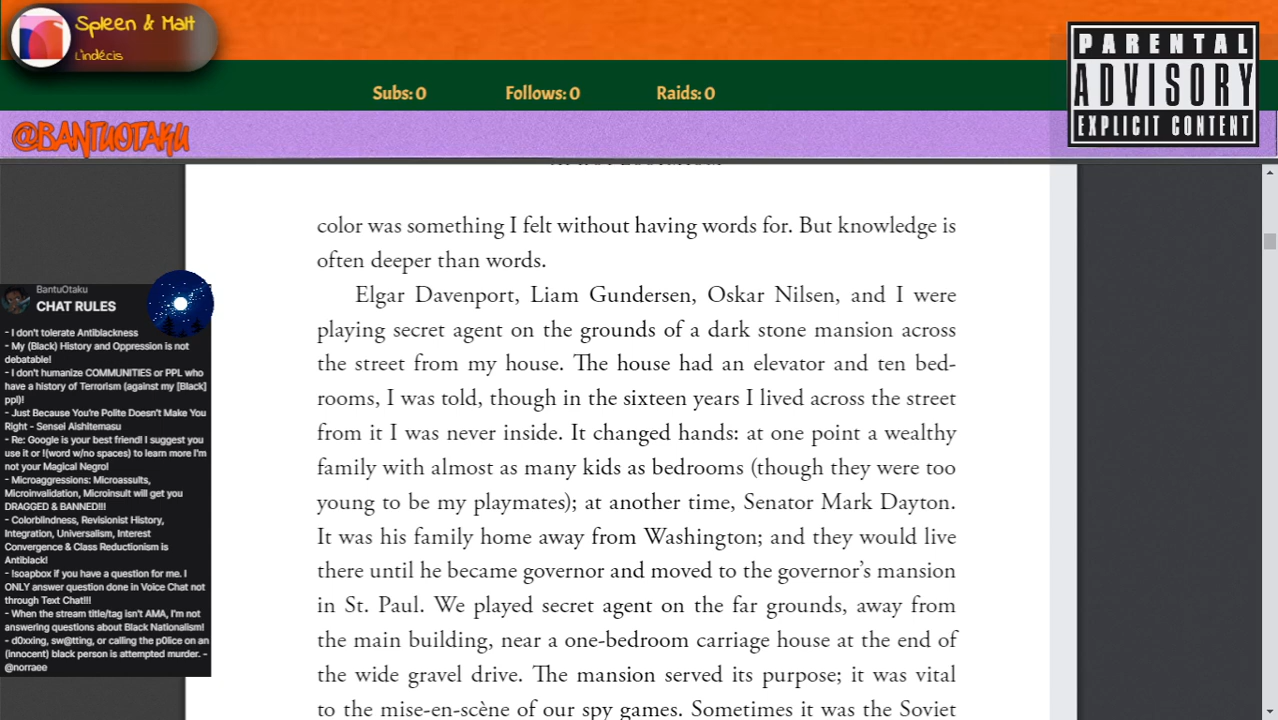 Spleen & Malt
L'indécis
PARENTAL
ADVISORY
EXPLICIT CONTENT
Subs: 0 Follows: 0 Raids: 0
@BANTUOTAKU
color was something I felt without having words for. But knowledge is
often deeper than words.
Elgar Davenport, Liam Gundersen, Oskar Nilsen, and I were
playing secret agent on the grounds of a dark stone mansion across
the street from my house. The house had an elevator and ten bed-
rooms, I was told, though in the sixteen years I lived across the street
from it I was never inside. It changed hands: at one point a wealthy
family with almost as many kids as bedrooms (though they were too
young to be my playmates); at another time, Senator Mark Dayton.
It was his family home away from Washington; and they would live
there until he became governor and moved to the governor's mansion
in St. Paul. We played secret agent on the far grounds, away from
the main building, near a one-bedroom carriage house at the end of
the wide gravel drive. The mansion served its purpose; it was vital
to the mise-en-scène of our spy games. Sometimes it was the Soviet
BantuOtaku
CHAT RULES
- I don't tolerate Antiblackness
- My (Black) History and Oppression is not
debatable!
- I don't humanize COMMUNITIES or PPL who
have a history of Terrorism (against my [Black]
ppl)!
- Just Because You're Polite Doesn't Make You
Right - Sensei Aishitemasu
- Re: Google is your best friend! I suggest you
use it or !(word w/no spaces) to learn more I'm
not your Magical Negro!
- Microaggressions: Microassults,
Microinvalidation, Microinsult will get you
DRAGGED & BANNED!!!
- Colorblindness, Revisionist History,
Integration, Universalism, Interest
Convergence & Class Reductionism is
Antiblack!
- !soapbox if you have a question for me. I
ONLY answer question done in Voice Chat not
through Text Chat!!!
- When the stream title/tag isn't AMA, I'm not
answering questions about Black Nationalism!
- d0xxing, sw@tting, or calling the p0lice on an
(innocent) black person is attempted murder. -
@norraee